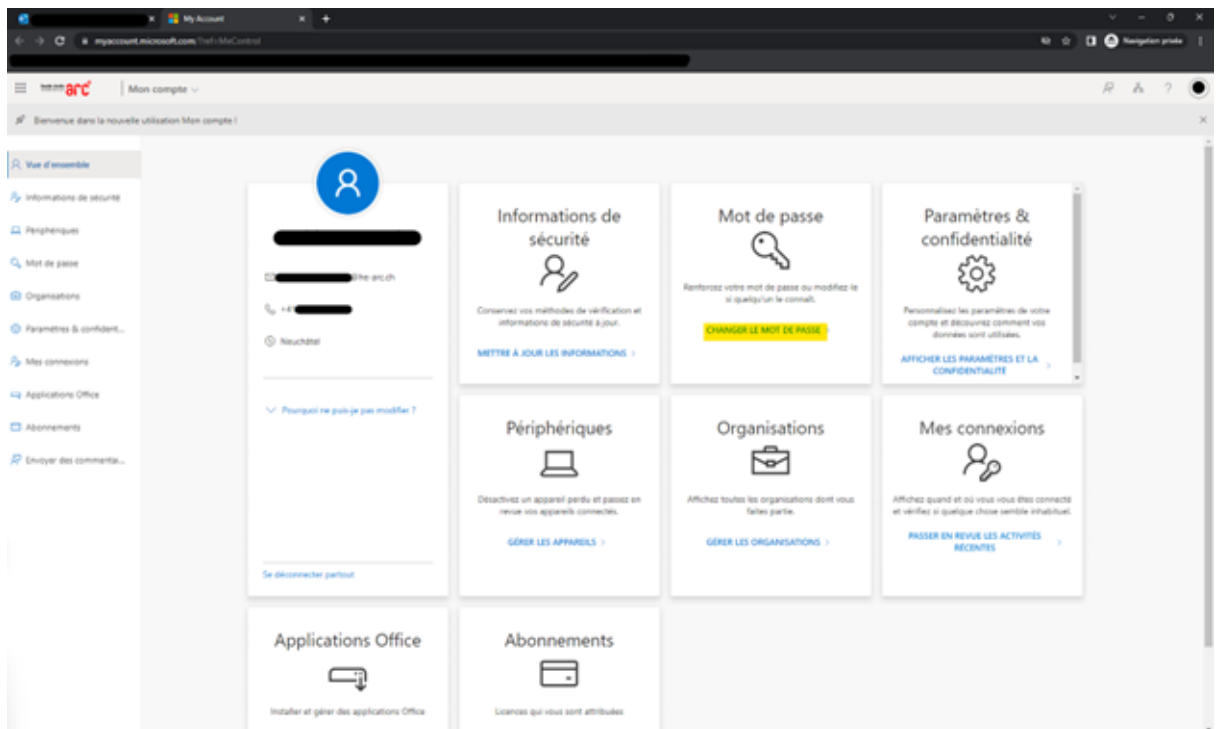 My Account
myaccount.microsoft.com/?ref=MeControl
Navigation privée
arc
Mon compte
Bienvenue dans la nouvelle utilisation Mon compte !
Vue d'ensemble
Informations de sécurité
Périphériques
Mot de passe
Organisations
Paramètres & confident...
Mes connexions
Applications Office
Abonnements
Envoyer des commentai...
@he-arc.ch
+41
Neuchâtel
Pourquoi ne puis-je pas modifier ?
Se déconnecter partout
Informations de
sécurité
Conservez vos méthodes de vérification et
informations de sécurité à jour.
METTRE À JOUR LES INFORMATIONS >
Mot de passe
Renforcez votre mot de passe ou modifiez-le
si quelqu'un le connaît.
CHANGER LE MOT DE PASSE >
Paramètres &
confidentialité
Personnalisez les paramètres de votre
compte et découvrez comment vos
données sont utilisées.
AFFICHER LES PARAMÈTRES ET LA
CONFIDENTIALITÉ >
Périphériques
Désactivez un appareil perdu et passez en
revue vos appareils connectés.
GÉRER LES APPAREILS >
Organisations
Affichez toutes les organisations dont vous
faites partie.
GÉRER LES ORGANISATIONS >
Mes connexions
Affichez quand et où vous vous êtes connecté
et vérifiez si quelque chose semble inhabituel.
PASSER EN REVUE LES ACTIVITÉS
RÉCENTES >
Applications Office
Installer et gérer des applications Office
Abonnements
Licences qui vous sont attribuées